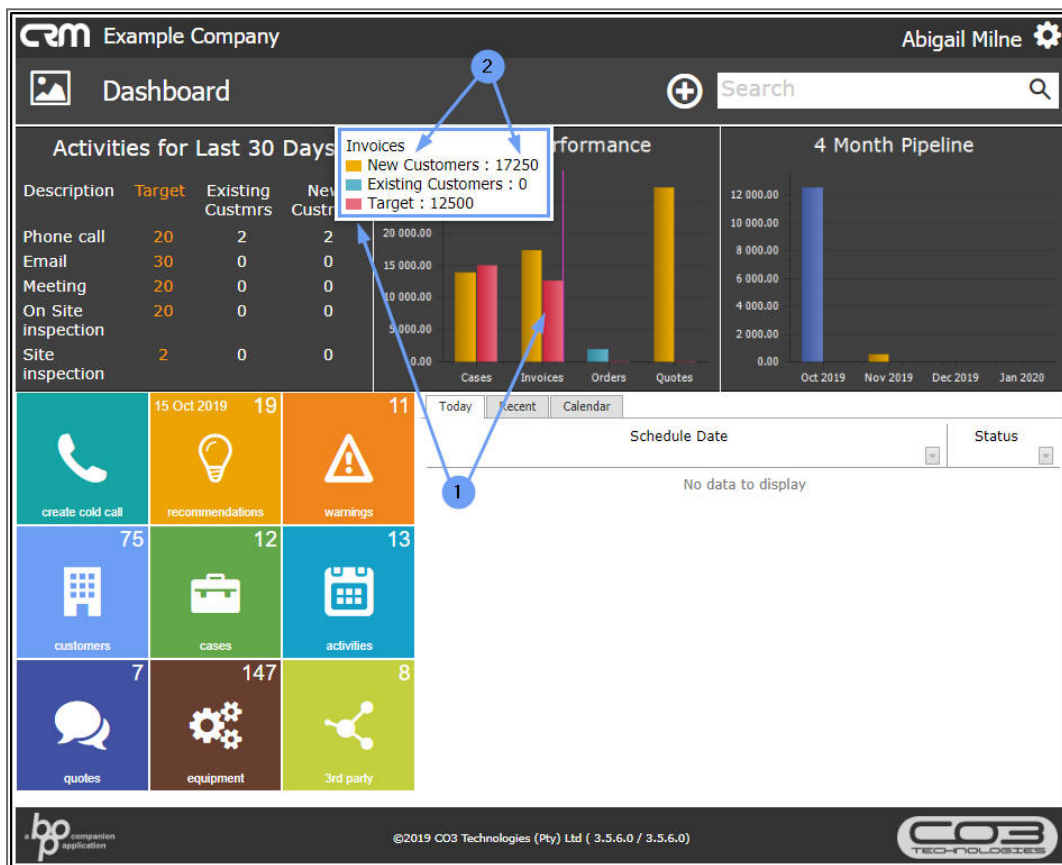 CRM Example Company
Abigail Milne
Dashboard
Search
2
Activities for Last 30 Days
Description Target Existing Custmrs
Phone call 20 2 2
Email 30 0 0
Meeting 20 0 0
On Site inspection 20 0 0
Site inspection 2 0 0
Invoices
New Customers : 17250
Existing Customers : 0
Target : 12500
20 000.00
15 000.00
0.00
Cases Invoices Orders Quotes
4 Month Pipeline
12 000.00
10 000.00
8 000.00
6 000.00
4 000.00
2 000.00
0.00
Oct 2019 Nov 2019 Dec 2019 Jan 2020
1
create cold call
15 Oct 2019 19
recommendations
11
warnings
75
customers
12
cases
13
activities
7
quotes
147
equipment
8
3rd party
Today Recent Calendar
Schedule Date Status
No data to display
a bpo companion application
©2019 CO3 Technologies (Pty) Ltd ( 3.5.6.0 / 3.5.6.0)
CO3
TECHNOLOGIES